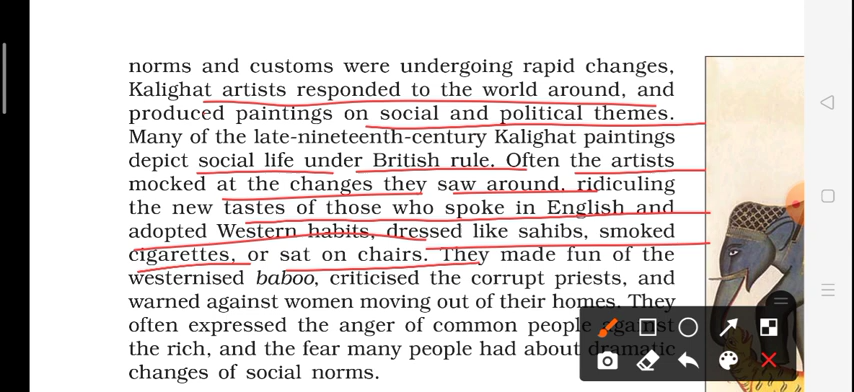 norms and customs were undergoing rapid changes,
Kalighat artists responded to the world around, and
produced paintings on social and political themes.
Many of the late-nineteenth-century Kalighat paintings
depict social life under British rule. Often the artists
mocked at the changes they saw around, ridiculing
the new tastes of those who spoke in English and
adopted Western habits, dressed like sahibs, smoked
cigarettes, or sat on chairs. They made fun of the
westernised baboo, criticised the corrupt priests, and
warned against women moving out of their homes. They
often expressed the anger of common people against
the rich, and the fear many people had about dramatic
changes of social norms.